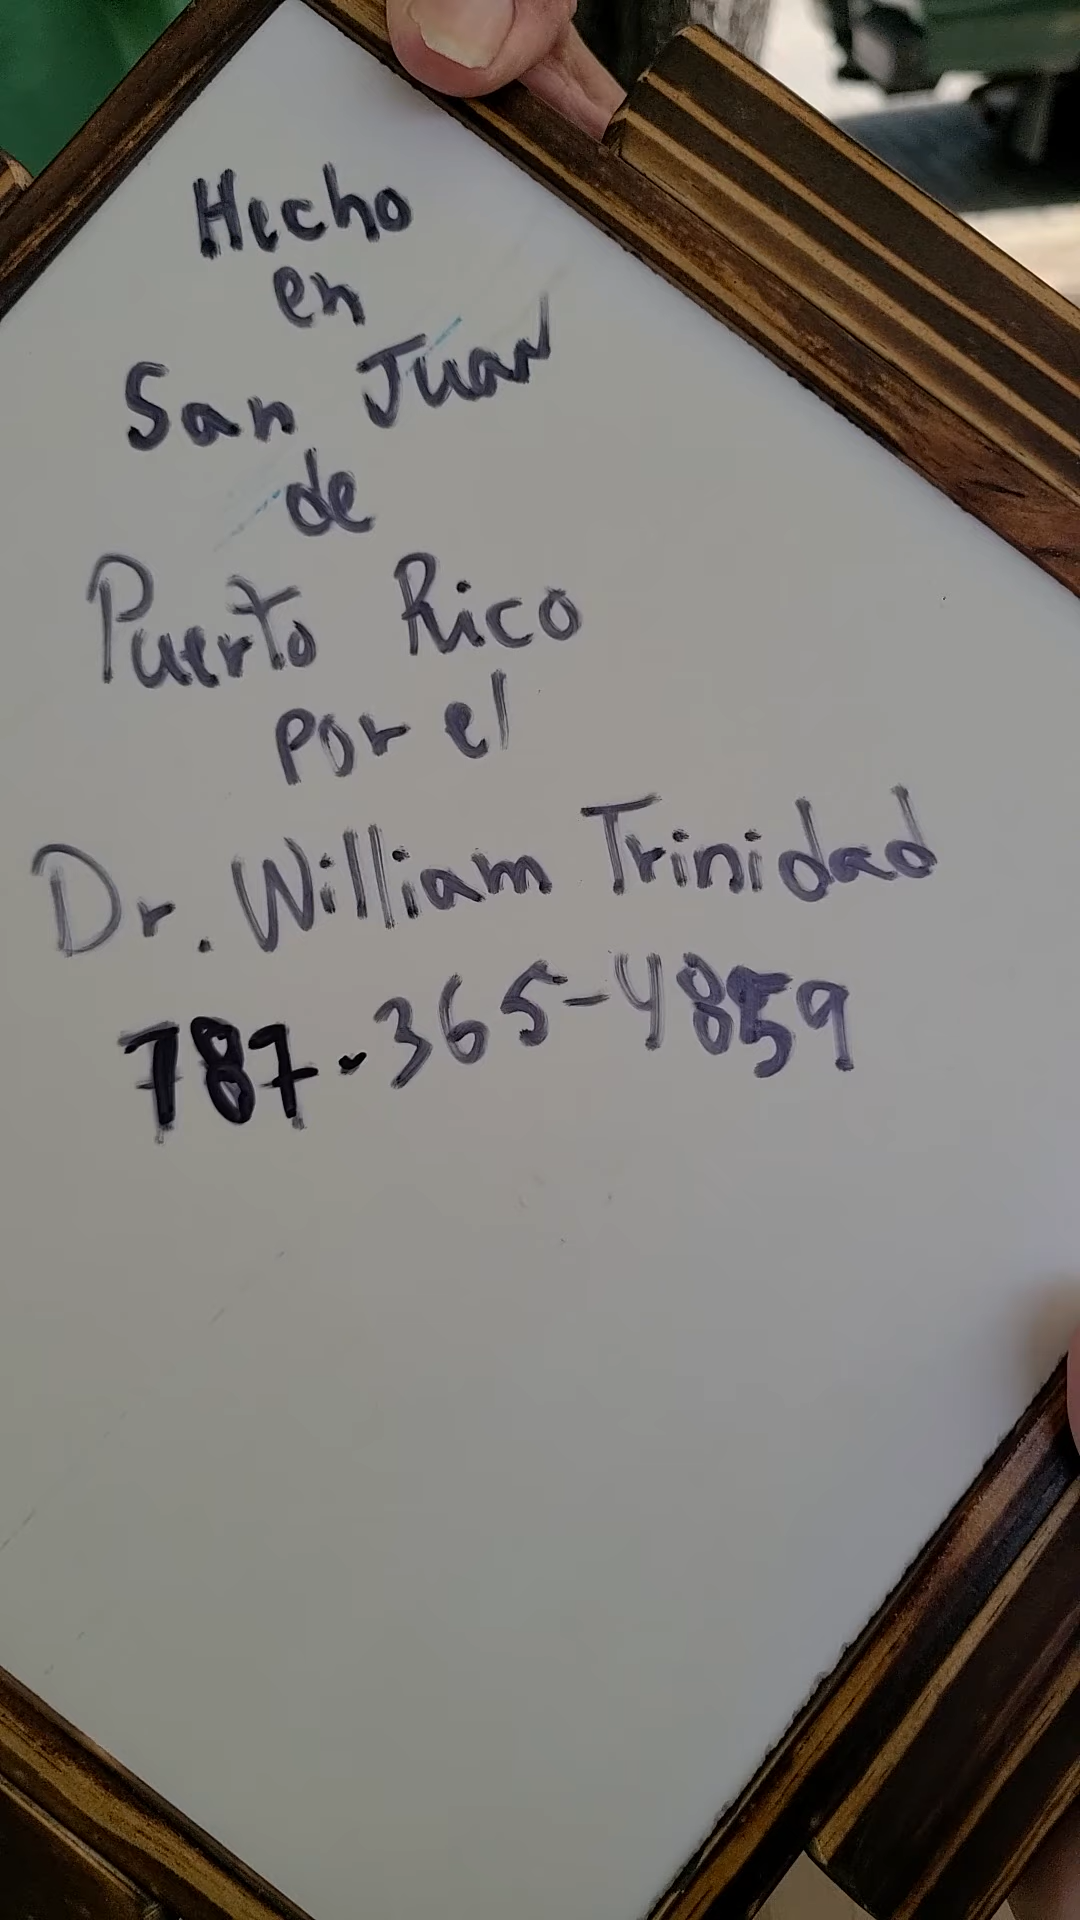 Hecho
en
San Juan
de
Puerto Rico
por el
Dr. William Trinidad
787-365-4859